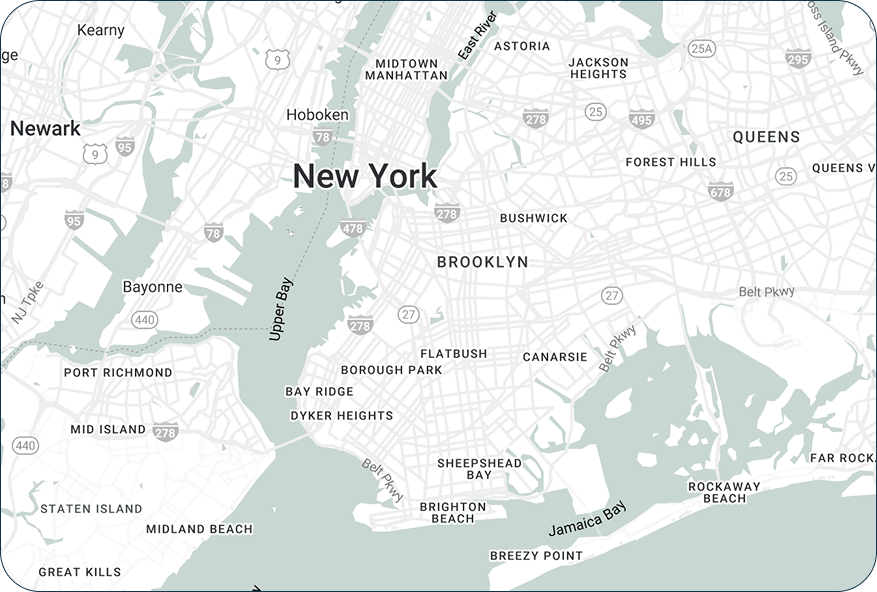 Kearny
9
East River
ASTORIA
25A
oss Island Pkwy
ge
MIDTOWN
MANHATTAN
JACKSON
HEIGHTS
295
Newark
Hoboken
278
25
495
9
95
78
QUEENS
FOREST HILLS
QUEENS V
8
New York
25
678
95
78
478
278
BUSHWICK
BROOKLYN
NJ Tpke
Bayonne
Upper Bay
27
Belt Pkwy
440
278
27
Belt Pkwy
FLATBUSH
CANARSIE
PORT RICHMOND
BOROUGH PARK
BAY RIDGE
DYKER HEIGHTS
MID ISLAND
278
440
Belt Pkwy
SHEEPSHEAD
BAY
FAR ROCKA
ROCKAWAY
BEACH
STATEN ISLAND
MIDLAND BEACH
BRIGHTON
BEACH
Jamaica Bay
BREEZY POINT
GREAT KILLS